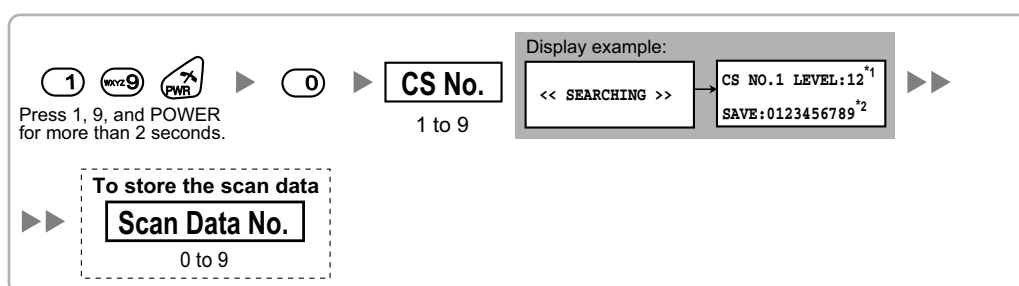 Display example:
1 WXYZ9 PWR 0 CS No. << SEARCHING >> CS NO.1 LEVEL:12*1
SAVE:0123456789*2
Press 1, 9, and POWER
for more than 2 seconds.
1 to 9
To store the scan data
Scan Data No.
0 to 9